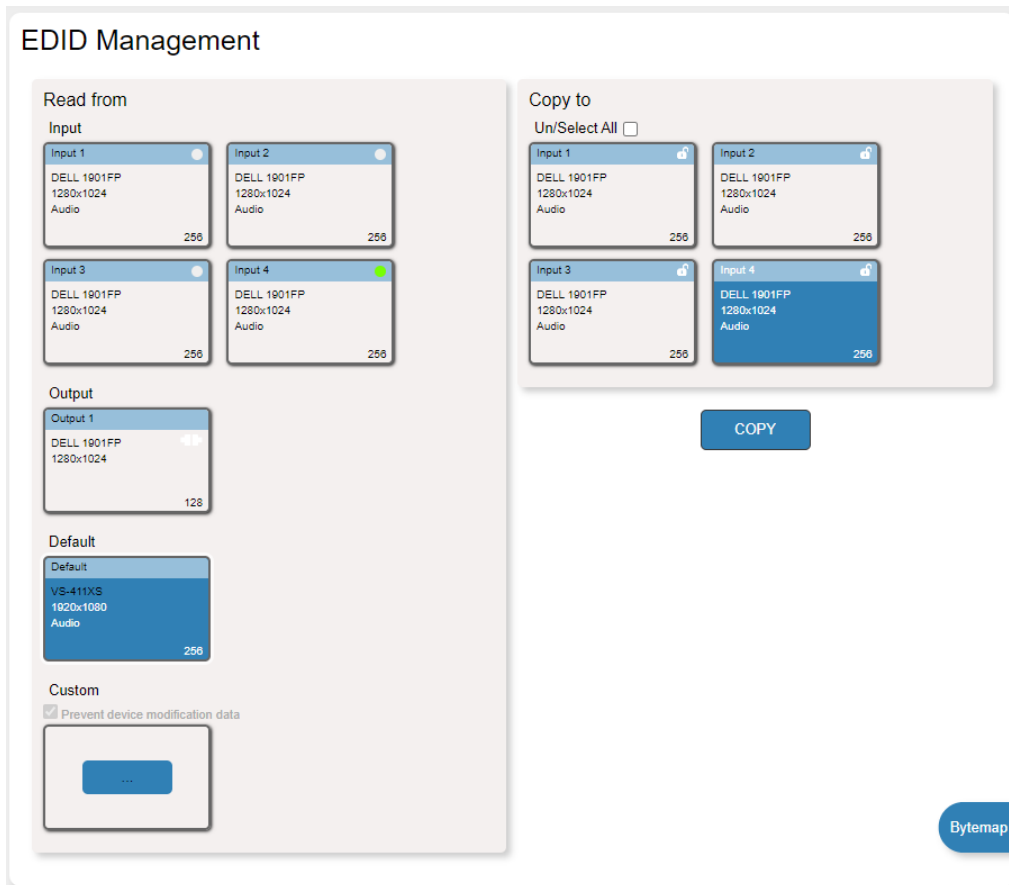 EDID Management
Read from
Input
Input 1
DELL 1901FP
1280x1024
Audio
256
Input 2
DELL 1901FP
1280x1024
Audio
256
Input 3
DELL 1901FP
1280x1024
Audio
256
Input 4
DELL 1901FP
1280x1024
Audio
256
Output
Output 1
DELL 1901FP
1280x1024
128
Default
Default
VS-411XS
1920x1080
Audio
256
Custom
Prevent device modification data
...
Copy to
Un/Select All
Input 1
DELL 1901FP
1280x1024
Audio
256
Input 2
DELL 1901FP
1280x1024
Audio
256
Input 3
DELL 1901FP
1280x1024
Audio
256
Input 4
DELL 1901FP
1280x1024
Audio
256
COPY
Bytemap